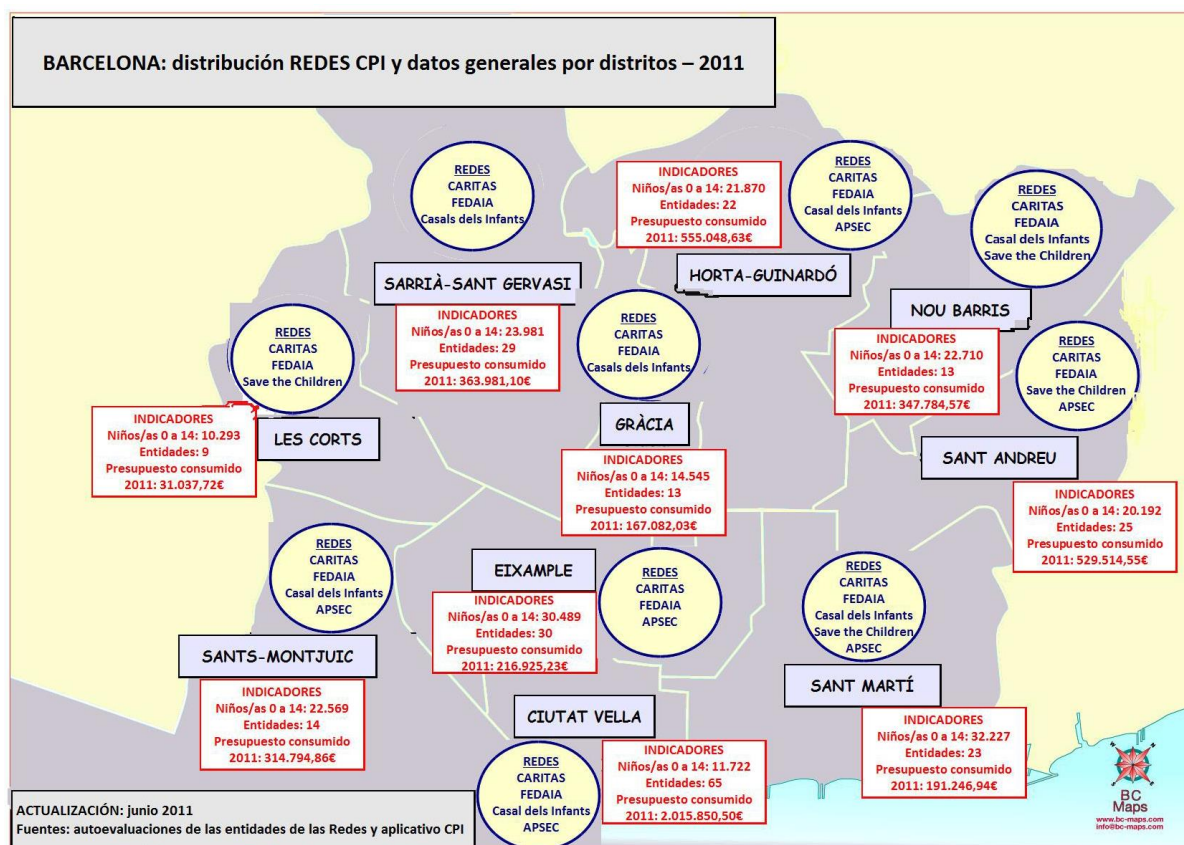 BARCELONA: distribución REDES CPI y datos generales por distritos – 2011
REDES
CARITAS
FEDAIA
Casals dels Infants
SARRIÀ-SANT GERVASI
INDICADORES
Niños/as 0 a 14: 23.981
Entidades: 29
Presupuesto consumido
2011: 363.981,10€
INDICADORES
Niños/as 0 a 14: 21.870
Entidades: 22
Presupuesto consumido
2011: 555.048,63€
REDES
CARITAS
FEDAIA
Casal dels Infants
APSEC
HORTA-GUINARDÓ
REDES
CARITAS
FEDAIA
Casal dels Infants
Save the Children
NOU BARRIS
INDICADORES
Niños/as 0 a 14: 22.710
Entidades: 13
Presupuesto consumido
2011: 347.784,57€
REDES
CARITAS
FEDAIA
Save the Children
LES CORTS
INDICADORES
Niños/as 0 a 14: 10.293
Entidades: 9
Presupuesto consumido
2011: 31.037,72€
REDES
CARITAS
FEDAIA
Casals dels Infants
GRÀCIA
INDICADORES
Niños/as 0 a 14: 14.545
Entidades: 13
Presupuesto consumido
2011: 167.082,03€
REDES
CARITAS
FEDAIA
Save the Children
APSEC
SANT ANDREU
INDICADORES
Niños/as 0 a 14: 20.192
Entidades: 25
Presupuesto consumido
2011: 529.514,55€
REDES
CARITAS
FEDAIA
Casal dels Infants
APSEC
SANTS-MONTJUIC
INDICADORES
Niños/as 0 a 14: 22.569
Entidades: 14
Presupuesto consumido
2011: 314.794,86€
EIXAMPLE
INDICADORES
Niños/as 0 a 14: 30.489
Entidades: 30
Presupuesto consumido
2011: 216.925,23€
REDES
CARITAS
FEDAIA
APSEC
REDES
CARITAS
FEDAIA
Casal dels Infants
Save the Children
APSEC
SANT MARTÍ
INDICADORES
Niños/as 0 a 14: 32.227
Entidades: 23
Presupuesto consumido
2011: 191.246,94€
CIUTAT VELLA
REDES
CARITAS
FEDAIA
Casal dels Infants
APSEC
INDICADORES
Niños/as 0 a 14: 11.722
Entidades: 65
Presupuesto consumido
2011: 2.015.850,50€
ACTUALIZACIÓN: junio 2011
Fuentes: autoevaluaciones de las entidades de las Redes y aplicativo CPI
BC
Maps
www.bc-maps.com
info@bc-maps.com